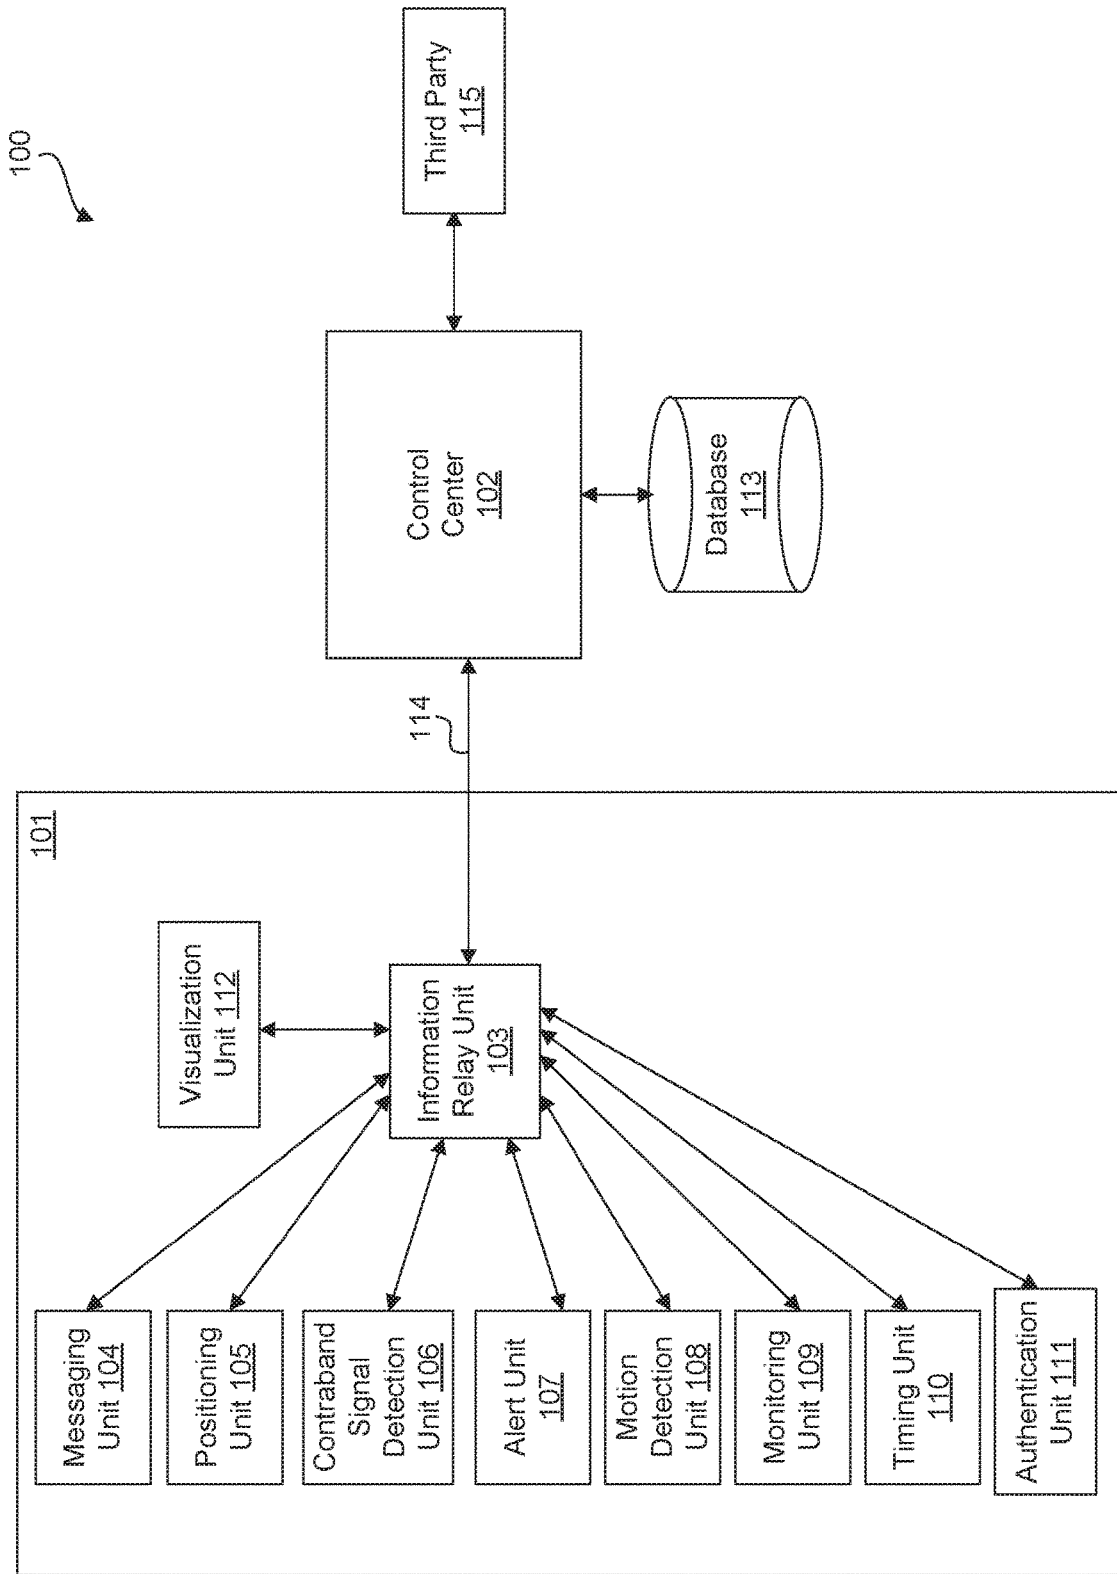 100
101
Visualization
Unit 112
Messaging
Unit 104
Positioning
Unit 105
Contraband
Signal
Detection
Unit 106
Alert Unit
107
Motion
Detection
Unit 108
Monitoring
Unit 109
Timing Unit
110
Authentication
Unit 111
Information
Relay Unit
103
114
Control
Center
102
Database
113
Third Party
115